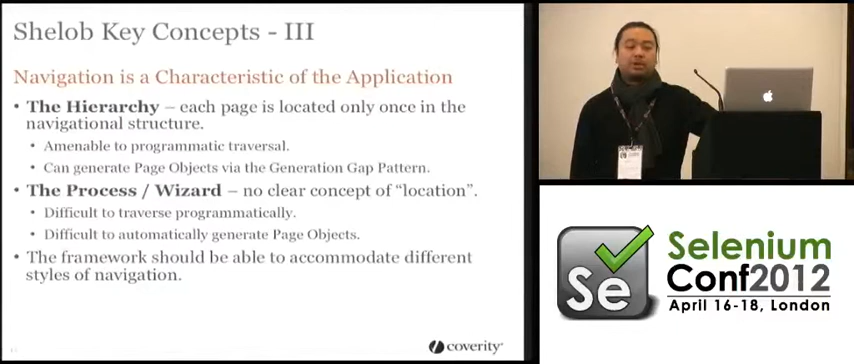 Shelob Key Concepts - III
Navigation is a Characteristic of the Application
• The Hierarchy – each page is located only once in the
navigational structure.
• Amenable to programmatic traversal.
• Can generate Page Objects via the Generation Gap Pattern.
• The Process / Wizard – no clear concept of “location”.
• Difficult to traverse programmatically.
• Difficult to automatically generate Page Objects.
• The framework should be able to accommodate different
styles of navigation.
coverity
Se
Selenium
Conf2012
April 16-18, London